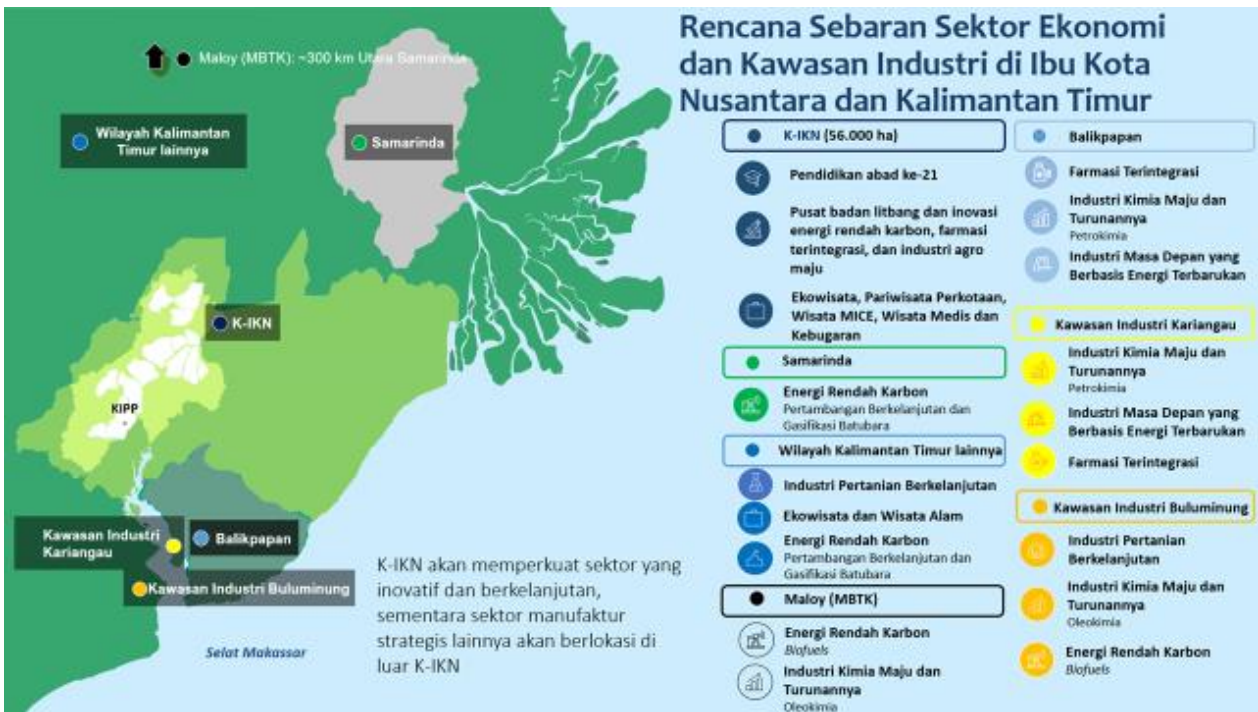 Maloy (MBTK): ~300 km Utara Samarinda
Wilayah Kalimantan
Timur lainnya
Samarinda
K-IKN
KIPP
Kawasan Industri
Kariangau
Balikpapan
Kawasan Industri Buluminung
Selat Makassar
K-IKN akan memperkuat sektor yang
inovatif dan berkelanjutan,
sementara sektor manufaktur
strategis lainnya akan berlokasi di
luar K-IKN
Rencana Sebaran Sektor Ekonomi
dan Kawasan Industri di Ibu Kota
Nusantara dan Kalimantan Timur
K-IKN (56.000 ha)
Pendidikan abad ke-21
Pusat badan litbang dan inovasi
energi rendah karbon, farmasi
terintegrasi, dan industri agro
maju
Ekowisata, Pariwisata Perkotaan,
Wisata MICE, Wisata Medis dan
Kebugaran
Samarinda
Energi Rendah Karbon
Pertambangan Berkelanjutan dan
Gasifikasi Batubara
Wilayah Kalimantan Timur lainnya
Industri Pertanian Berkelanjutan
Ekowisata dan Wisata Alam
Energi Rendah Karbon
Pertambangan Berkelanjutan dan
Gasifikasi Batubara
Maloy (MBTK)
Energi Rendah Karbon
Biofuels
Industri Kimia Maju dan
Turunannya
Oleokimia
Balikpapan
Farmasi Terintegrasi
Industri Kimia Maju dan
Turunannya
Petrokimia
Industri Masa Depan yang
Berbasis Energi Terbarukan
Kawasan Industri Kariangau
Industri Kimia Maju dan
Turunannya
Petrokimia
Industri Masa Depan yang
Berbasis Energi Terbarukan
Farmasi Terintegrasi
Kawasan Industri Buluminung
Industri Pertanian
Berkelanjutan
Industri Kimia Maju dan
Turunannya
Oleokimia
Energi Rendah Karbon
Biofuels